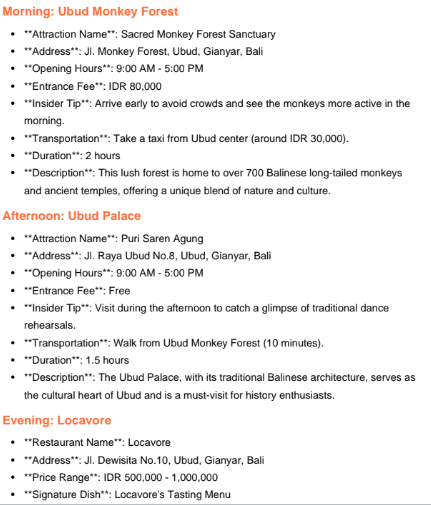 Morning: Ubud Monkey Forest
• **Attraction Name**: Sacred Monkey Forest Sanctuary
• **Address**: Jl. Monkey Forest, Ubud, Gianyar, Bali
• **Opening Hours**: 9:00 AM - 5:00 PM
• **Entrance Fee**: IDR 80,000
• **Insider Tip**: Arrive early to avoid crowds and see the monkeys more active in the
morning.
• **Transportation**: Take a taxi from Ubud center (around IDR 30,000).
• **Duration**: 2 hours
• **Description**: This lush forest is home to over 700 Balinese long-tailed monkeys
and ancient temples, offering a unique blend of nature and culture.
Afternoon: Ubud Palace
• **Attraction Name**: Puri Saren Agung
• **Address**: Jl. Raya Ubud No.8, Ubud, Gianyar, Bali
• **Opening Hours**: 9:00 AM - 5:00 PM
• **Entrance Fee**: Free
• **Insider Tip**: Visit during the afternoon to catch a glimpse of traditional dance
rehearsals.
• **Transportation**: Walk from Ubud Monkey Forest (10 minutes).
• **Duration**: 1.5 hours
• **Description**: The Ubud Palace, with its traditional Balinese architecture, serves as
the cultural heart of Ubud and is a must-visit for history enthusiasts.
Evening: Locavore
• **Restaurant Name**: Locavore
• **Address**: Jl. Dewisita No.10, Ubud, Gianyar, Bali
• **Price Range**: IDR 500,000 - 1,000,000
• **Signature Dish**: Locavore's Tasting Menu